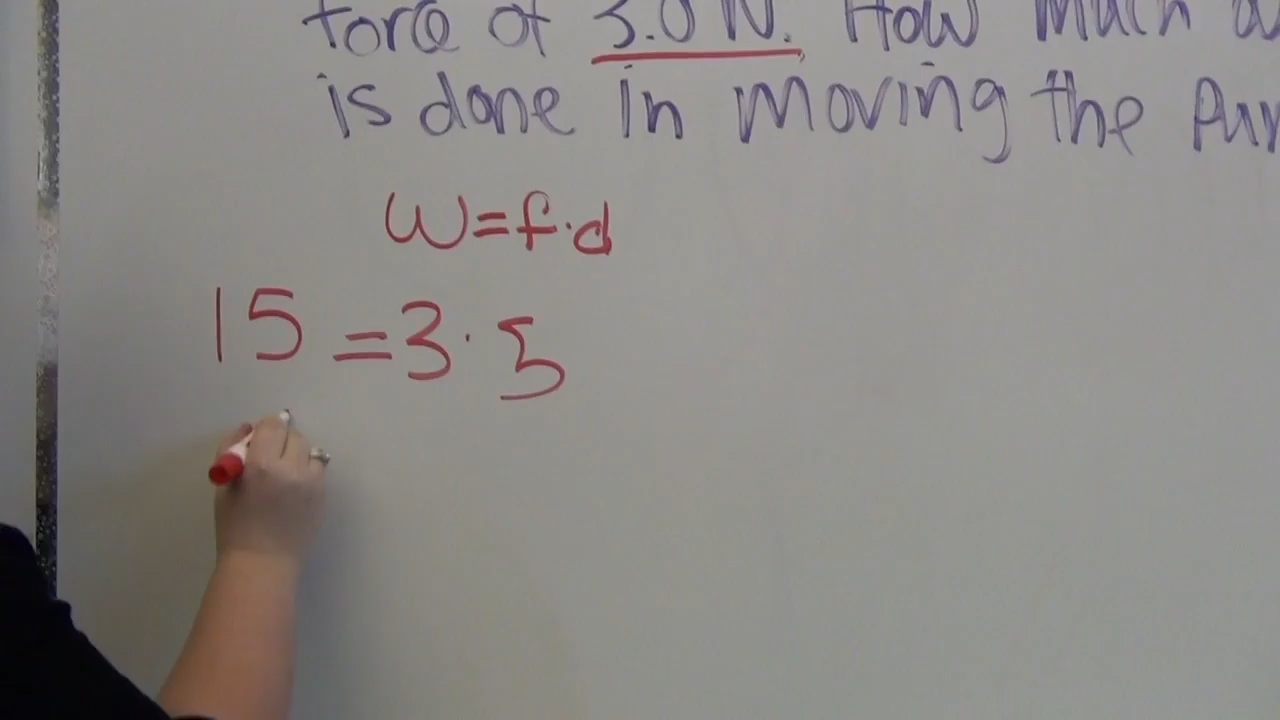 force of 3.0 N. How much
is done in moving the
W=f·d
15=3·5